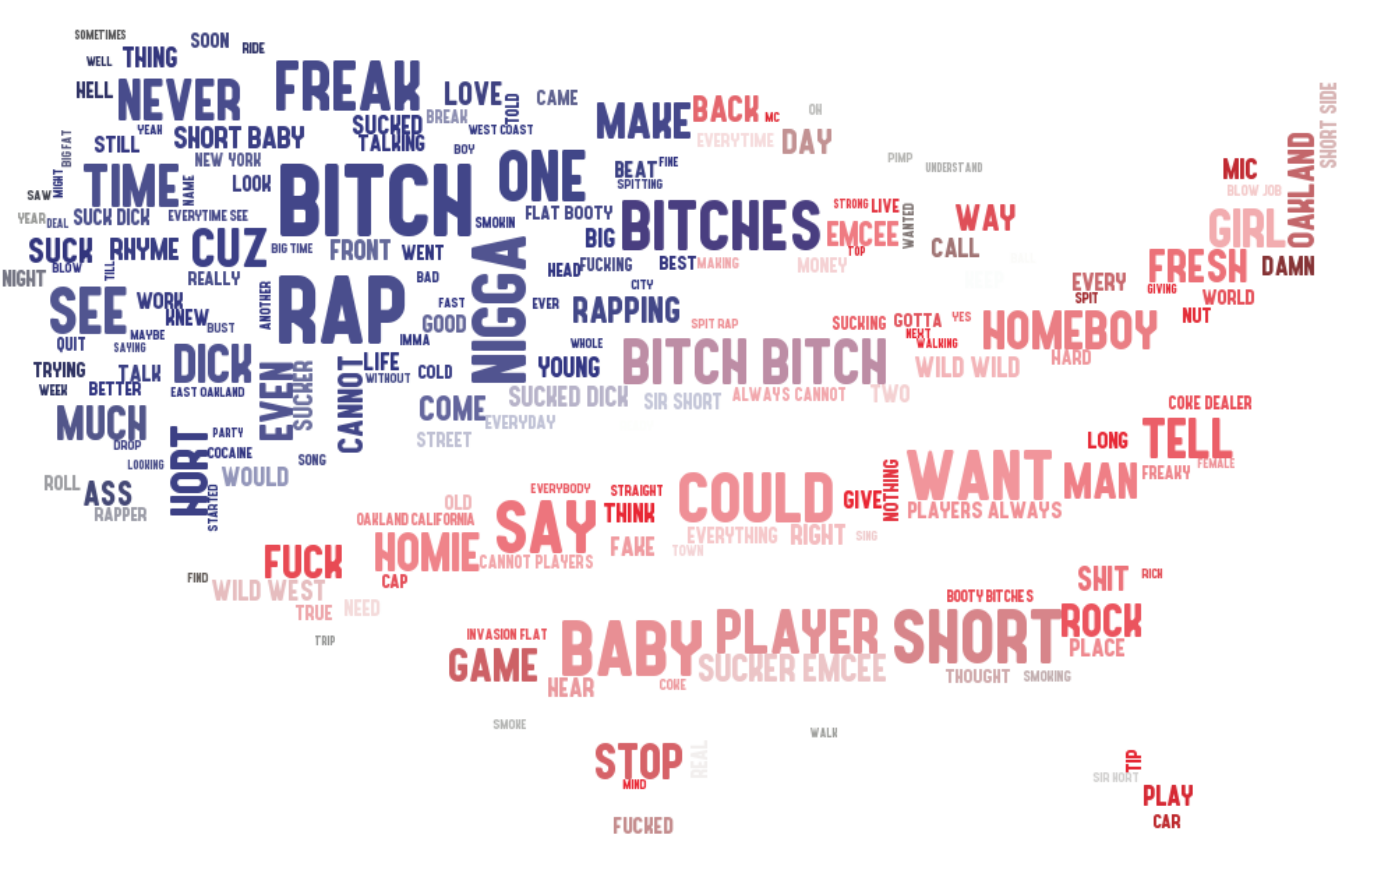 SOMETIMES
SOON
RIDE
WELL
THING
HELL
NEVER
FREAK
LOVE
TOLD
CAME
MAKE
BACK
MC
OH
BREAK
SUCKED
TALKING
WEST COAST
BOY
YEAH
STILL
SHORT BABY
BIG FAT
NEW YORK
EVERYTIME
DAY
TIME
NAME
LOOK
MIGHT
SAW
BITCH
ONE
BEAT
FINE
SPITTING
PIMP
UNDERSTAND
YEAR
DEAL
SUCK DICK
EVERYTIME SEE
SMOKIN
FLAT BOOTY
BITCHES
STRONG
LIVE
WANTED
WAY
MIC
BLOW JOB
GIRL
OAKLAND
SHORT SIDE
SUCK
RHYME
CUZ
BIG TIME
FRONT
WENT
BIG
EMCEE
TOP
CALL
NIGHT
BLOW
TILL
REALLY
BAD
NIGGA
HEAD
FUCKING
BEST
MAKING
MONEY
FRESH
DAMN
SEE
WORK
KNEW
BUST
ANOTHER
RAP
FAST
GOOD
EVER
CITY
RAPPING
EVERY
SPIT
GIVING
WORLD
NUT
QUIT
MAYBE
SAYING
IMMA
WHOLE
SPIT RAP
SUCKING
GOTTA
YES
NEXT
WALKING
HOMEBOY
HARD
TRYING
TALK
DICK
EVEN
SUCKER
CANNOT
LIFE
WITHOUT
COLD
YOUNG
BITCH BITCH
WILD WILD
WEEK
BETTER
EAST OAKLAND
COME
SUCKED DICK
SIR SHORT
ALWAYS CANNOT
TWO
MUCH
DROP
HORT
PARTY
COCAINE
STREET
EVERYDAY
COKE DEALER
LOOKING
WOULD
SONG
LONG
TELL
ROLL
ASS
RAPPER
STARTED
OLD
EVERYBODY
STRAIGHT
COULD
GIVE
NOTHING
WANT
MAN
FREAKY
FEMALE
OAKLAND CALIFORNIA
SAY
THINK
PLAYERS ALWAYS
EVERYTHING
RIGHT
SING
FUCK
HOMIE
CANNOT PLAYERS
FAKE
TOWN
FIND
WILD WEST
CAP
SHIT
RICH
TRUE
NEED
BOOTY BITCHES
TRIP
INVASION FLAT
BABY
PLAYER
SHORT
ROCK
PLACE
GAME
HEAR
COKE
SUCKER EMCEE
THOUGHT
SMOKING
SMOKE
WALK
STOP
MIND
REAL
TIP
SIR HORT
PLAY
CAR
FUCKED